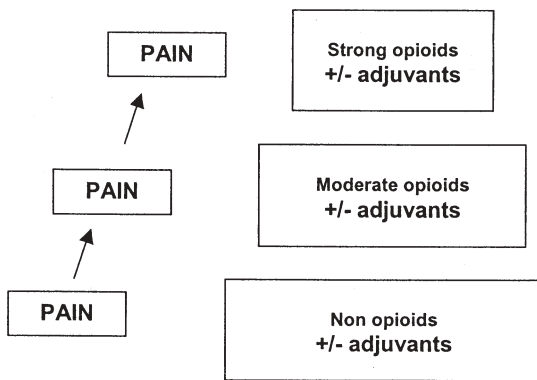 PAIN
Strong opioids
+/- adjuvants
PAIN
Moderate opioids
+/- adjuvants
PAIN
Non opioids
+/- adjuvants